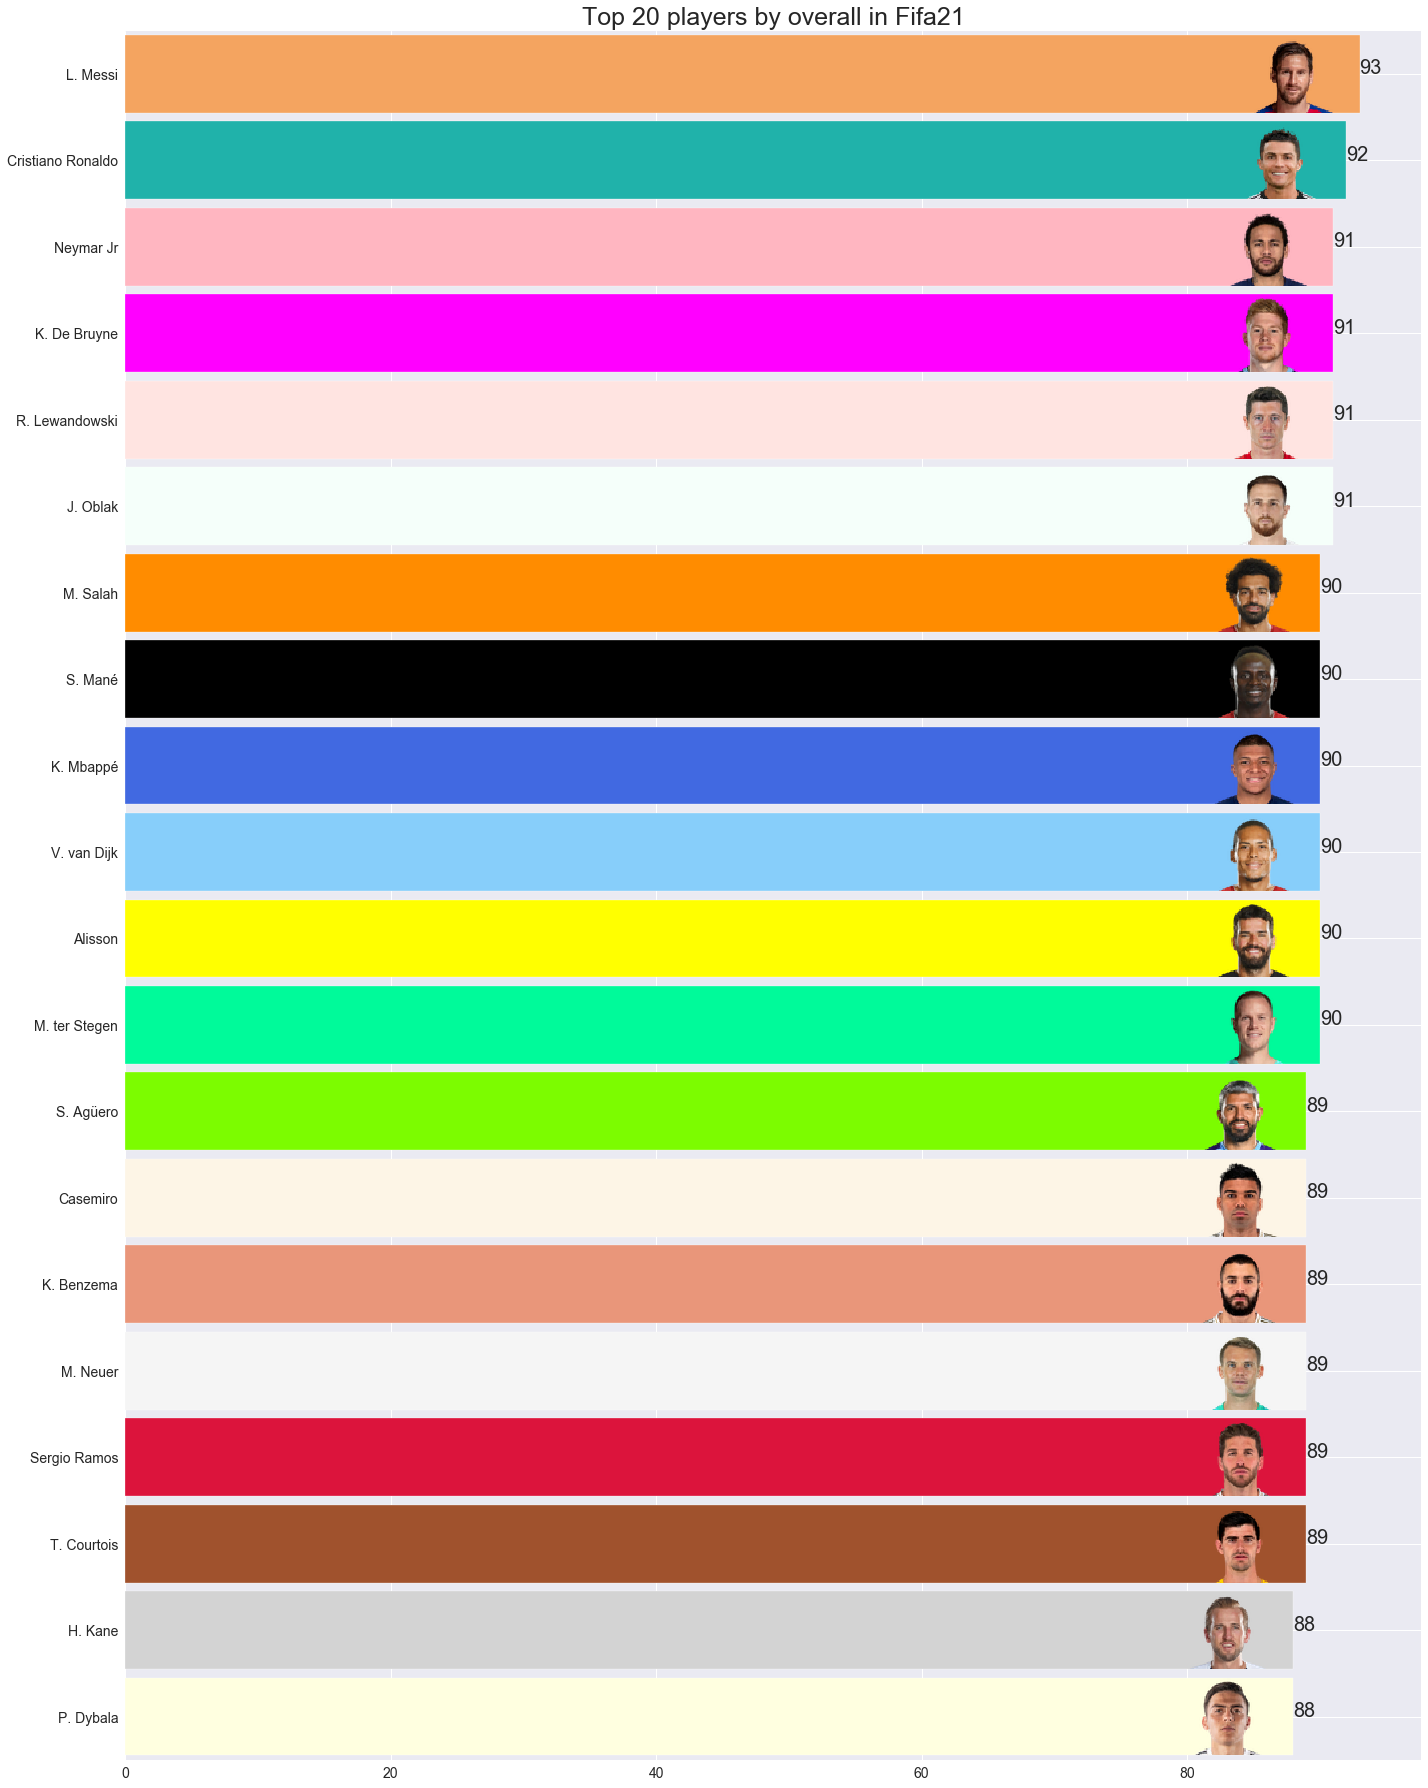 Top 20 players by overall in Fifa21
L. Messi 93
Cristiano Ronaldo 92
Neymar Jr 91
K. De Bruyne 91
R. Lewandowski 91
J. Oblak 91
M. Salah 90
S. Mané 90
K. Mbappé 90
V. van Dijk 90
Alisson 90
M. ter Stegen 90
S. Agüero 89
Casemiro 89
K. Benzema 89
M. Neuer 89
Sergio Ramos 89
T. Courtois 89
H. Kane 88
P. Dybala 88
0 20 40 60 80